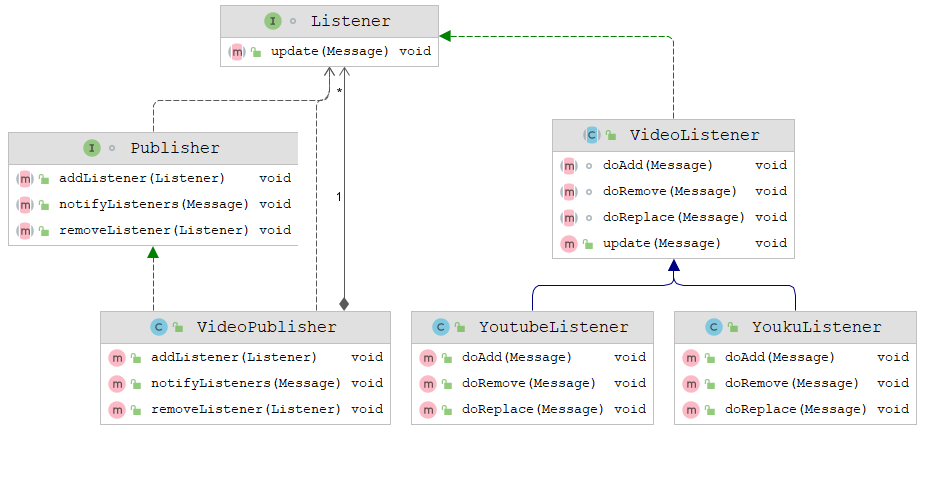 I Listener
m update(Message) void
*
I Publisher
m addListener(Listener) void
m notifyListeners(Message) void
m removeListener(Listener) void
C VideoListener
m doAdd(Message) void
m doRemove(Message) void
m doReplace(Message) void
m update(Message) void
1
C VideoPublisher
m addListener(Listener) void
m notifyListeners(Message) void
m removeListener(Listener) void
C YoutubeListener
m doAdd(Message) void
m doRemove(Message) void
m doReplace(Message) void
C YoukuListener
m doAdd(Message) void
m doRemove(Message) void
m doReplace(Message) void